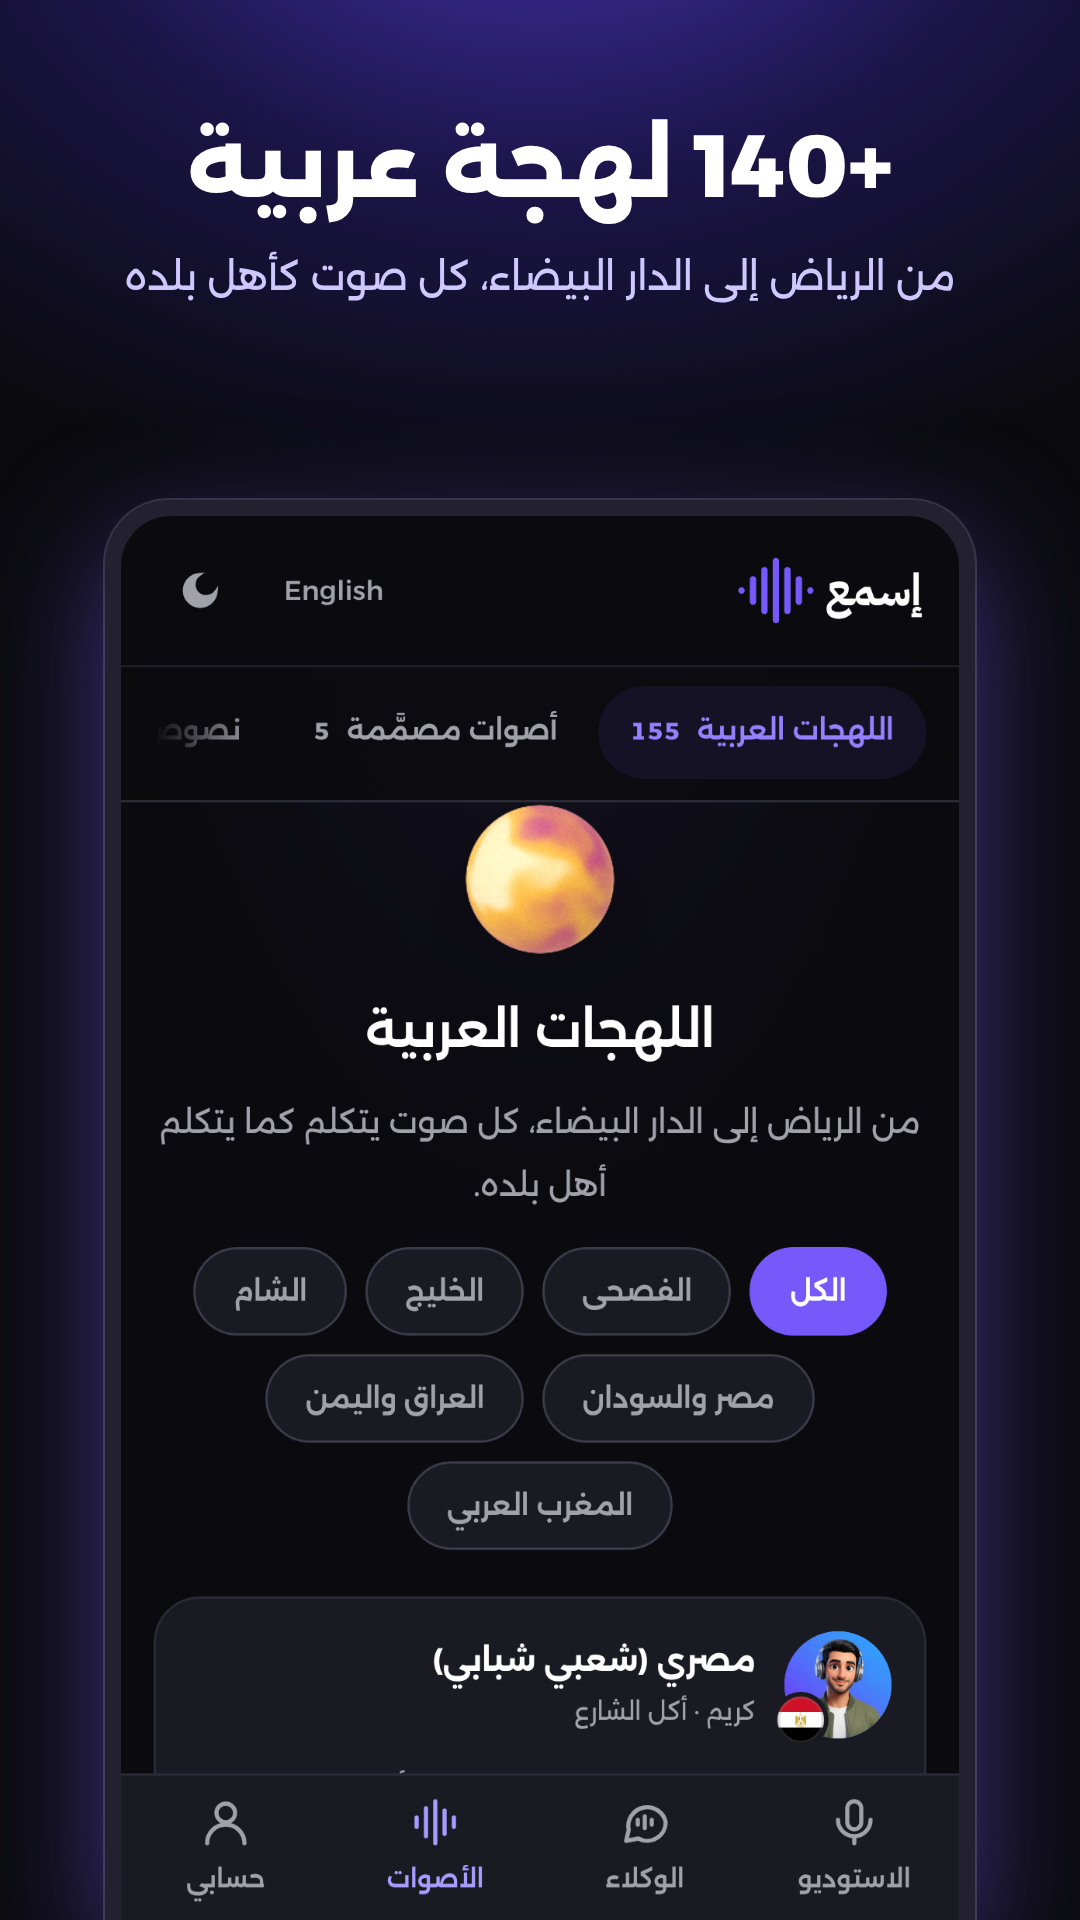 +140 لهجة عربية
من الرياض إلى الدار البيضاء، كل صوت كأهل بلده
إسمع
English
اللهجات العربية 155
أصوات مصمَّمة 5
اللهجات العربية
من الرياض إلى الدار البيضاء، كل صوت يتكلم كما يتكلم
أهل بلده.
الكل
الفصحى
الخليج
الشام
مصر والسودان
العراق واليمن
المغرب العربي
مصري (شعبي شبابي)
كريم · أكل الشارع
الاستوديو
الوكلاء
الأصوات
حسابي